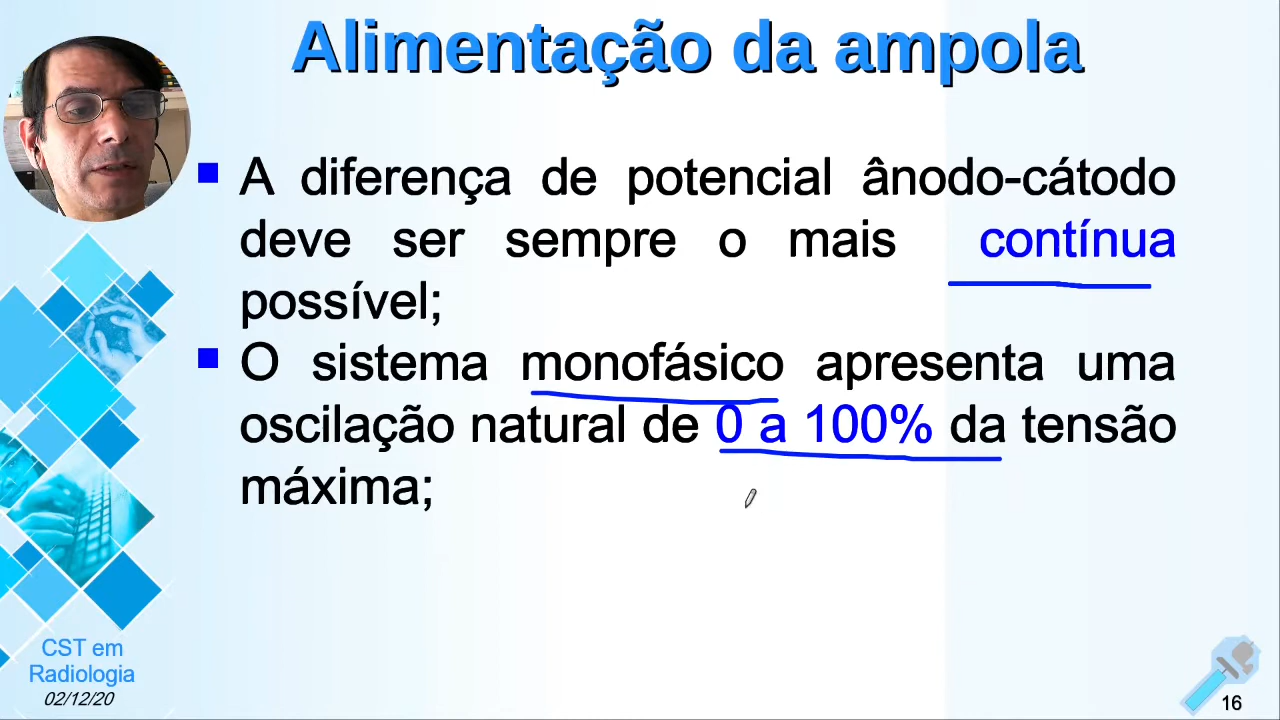 Alimentação da ampola
A diferença de potencial ânodo-cátodo
deve ser sempre o mais contínua
possível;
O sistema monofásico apresenta uma
oscilação natural de 0 a 100% da tensão
máxima;
CST em
Radiologia
02/12/20
16